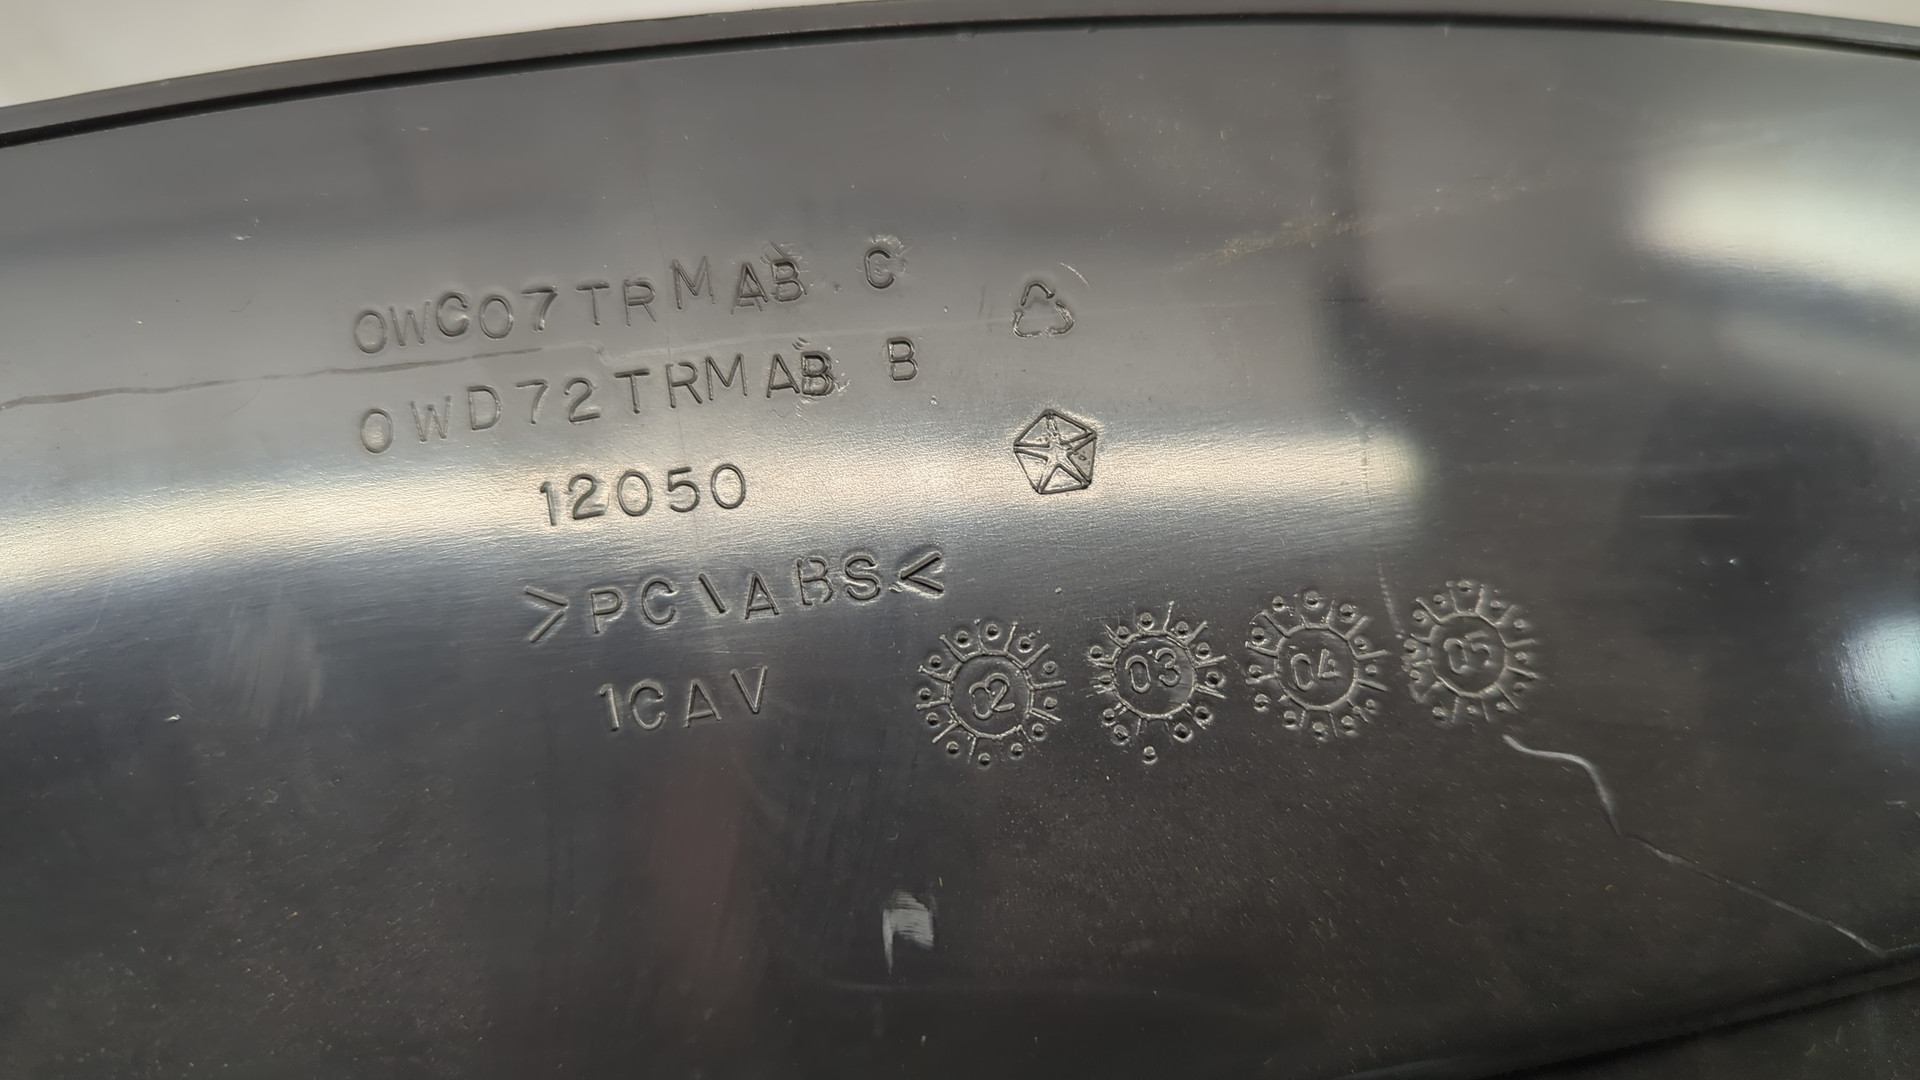 0WC07TRMAB C
0WD72TRMAB B
12050
>PC\ABS<
1CAV
02 03 04 05